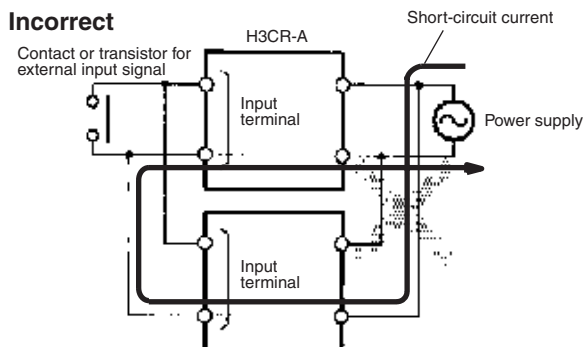 Incorrect
Short-circuit current
H3CR-A
Contact or transistor for
external input signal
Input
terminal
Power supply
Input
terminal